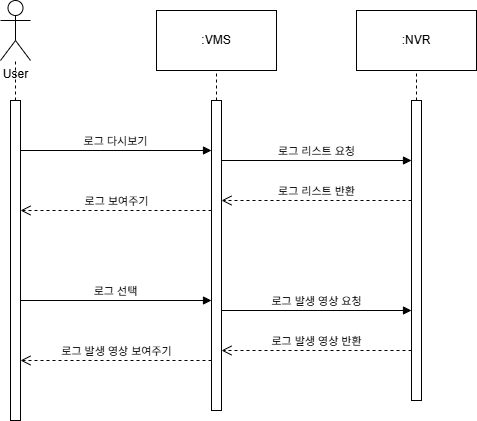 :VMS
:NVR
User
로그 다시보기
로그 리스트 요청
로그 리스트 반환
로그 보여주기
로그 선택
로그 발생 영상 요청
로그 발생 영상 반환
로그 발생 영상 보여주기